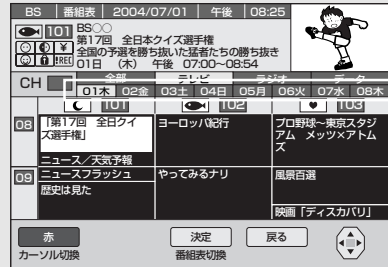 BS 番組表 2004/07/01 午後 08:25
101 BS○○
第17回 全日本クイズ選手権
全国の予選を勝ち抜いた猛者たちの勝ち抜き
01日 (木) 午後 07:00~08:54
¥
!REC
CH 全部 テレビ ラジオ データ
01木 02金 03土 04日 05月 06火 07水 08木
101 102 103
08 「第17回 全日クイズ選手権」 ヨーロッパ紀行 プロ野球~東京スタジアム メッツ×アトムズ
ニュース/天気予報
09 ニュースフラッシュ やってみるナリ 風景百選
歴史は見た
映画「ディスカバリ」
赤 決定 戻る
カーソル切換 番組表切換